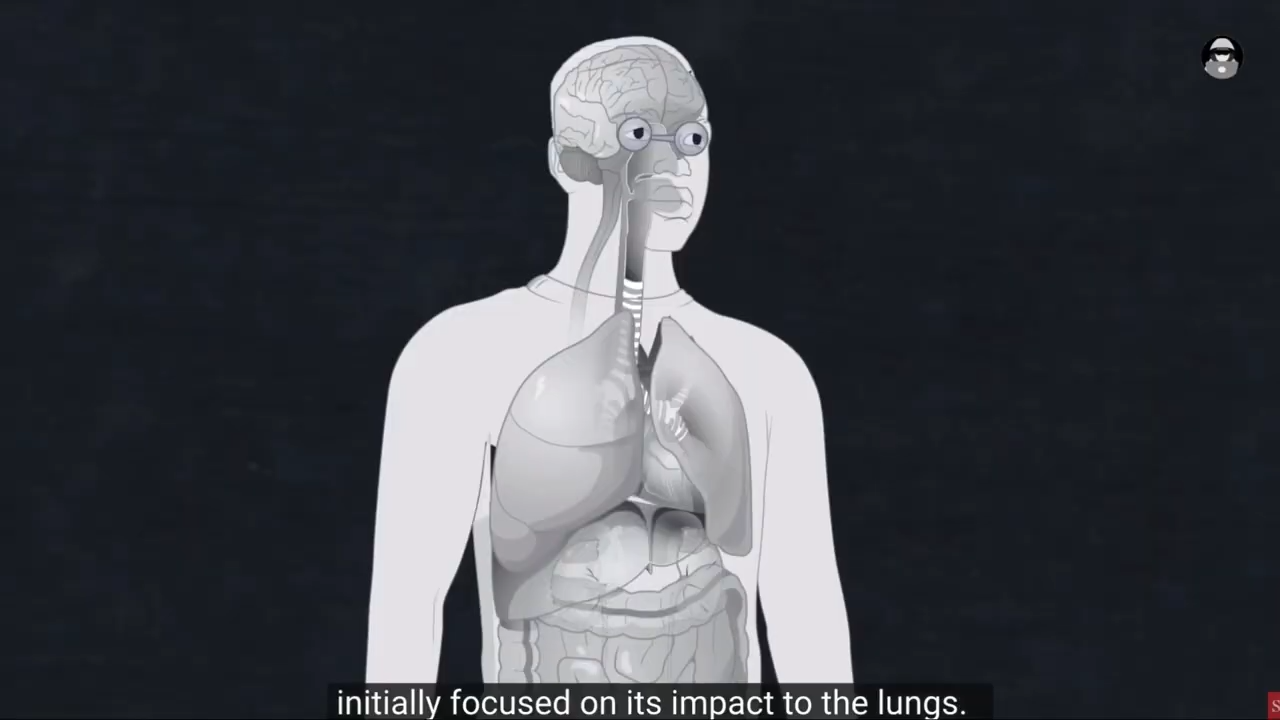 initially focused on its impact to the lungs.
S